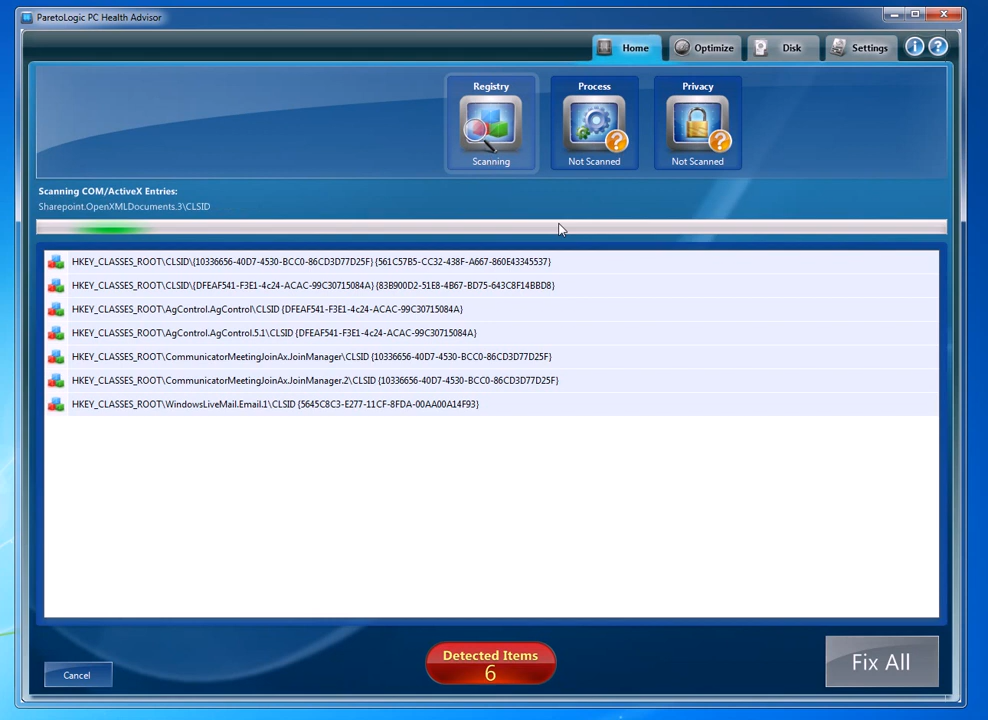 ParetoLogic PC Health Advisor
Home Optimize Disk Settings
Registry Process Privacy
Scanning Not Scanned Not Scanned
Scanning COM/ActiveX Entries:
Sharepoint.OpenXMLDocuments.3\CLSID
HKEY_CLASSES_ROOT\CLSID\{10336656-40D7-4530-BCC0-86CD3D77D25F} {561C57B5-CC32-438F-A667-860E43345537}
HKEY_CLASSES_ROOT\CLSID\{DFEAF541-F3E1-4c24-ACAC-99C30715084A} {83B900D2-51E8-4B67-BD75-643C8F14BBD8}
HKEY_CLASSES_ROOT\AgControl.AgControl\CLSID {DFEAF541-F3E1-4c24-ACAC-99C30715084A}
HKEY_CLASSES_ROOT\AgControl.AgControl.5.1\CLSID {DFEAF541-F3E1-4c24-ACAC-99C30715084A}
HKEY_CLASSES_ROOT\CommunicatorMeetingJoinAx.JoinManager\CLSID {10336656-40D7-4530-BCC0-86CD3D77D25F}
HKEY_CLASSES_ROOT\CommunicatorMeetingJoinAx.JoinManager.2\CLSID {10336656-40D7-4530-BCC0-86CD3D77D25F}
HKEY_CLASSES_ROOT\WindowsLiveMail.Email.1\CLSID {5645C8C3-E277-11CF-8FDA-00AA00A14F93}
Detected Items
6
Fix All
Cancel